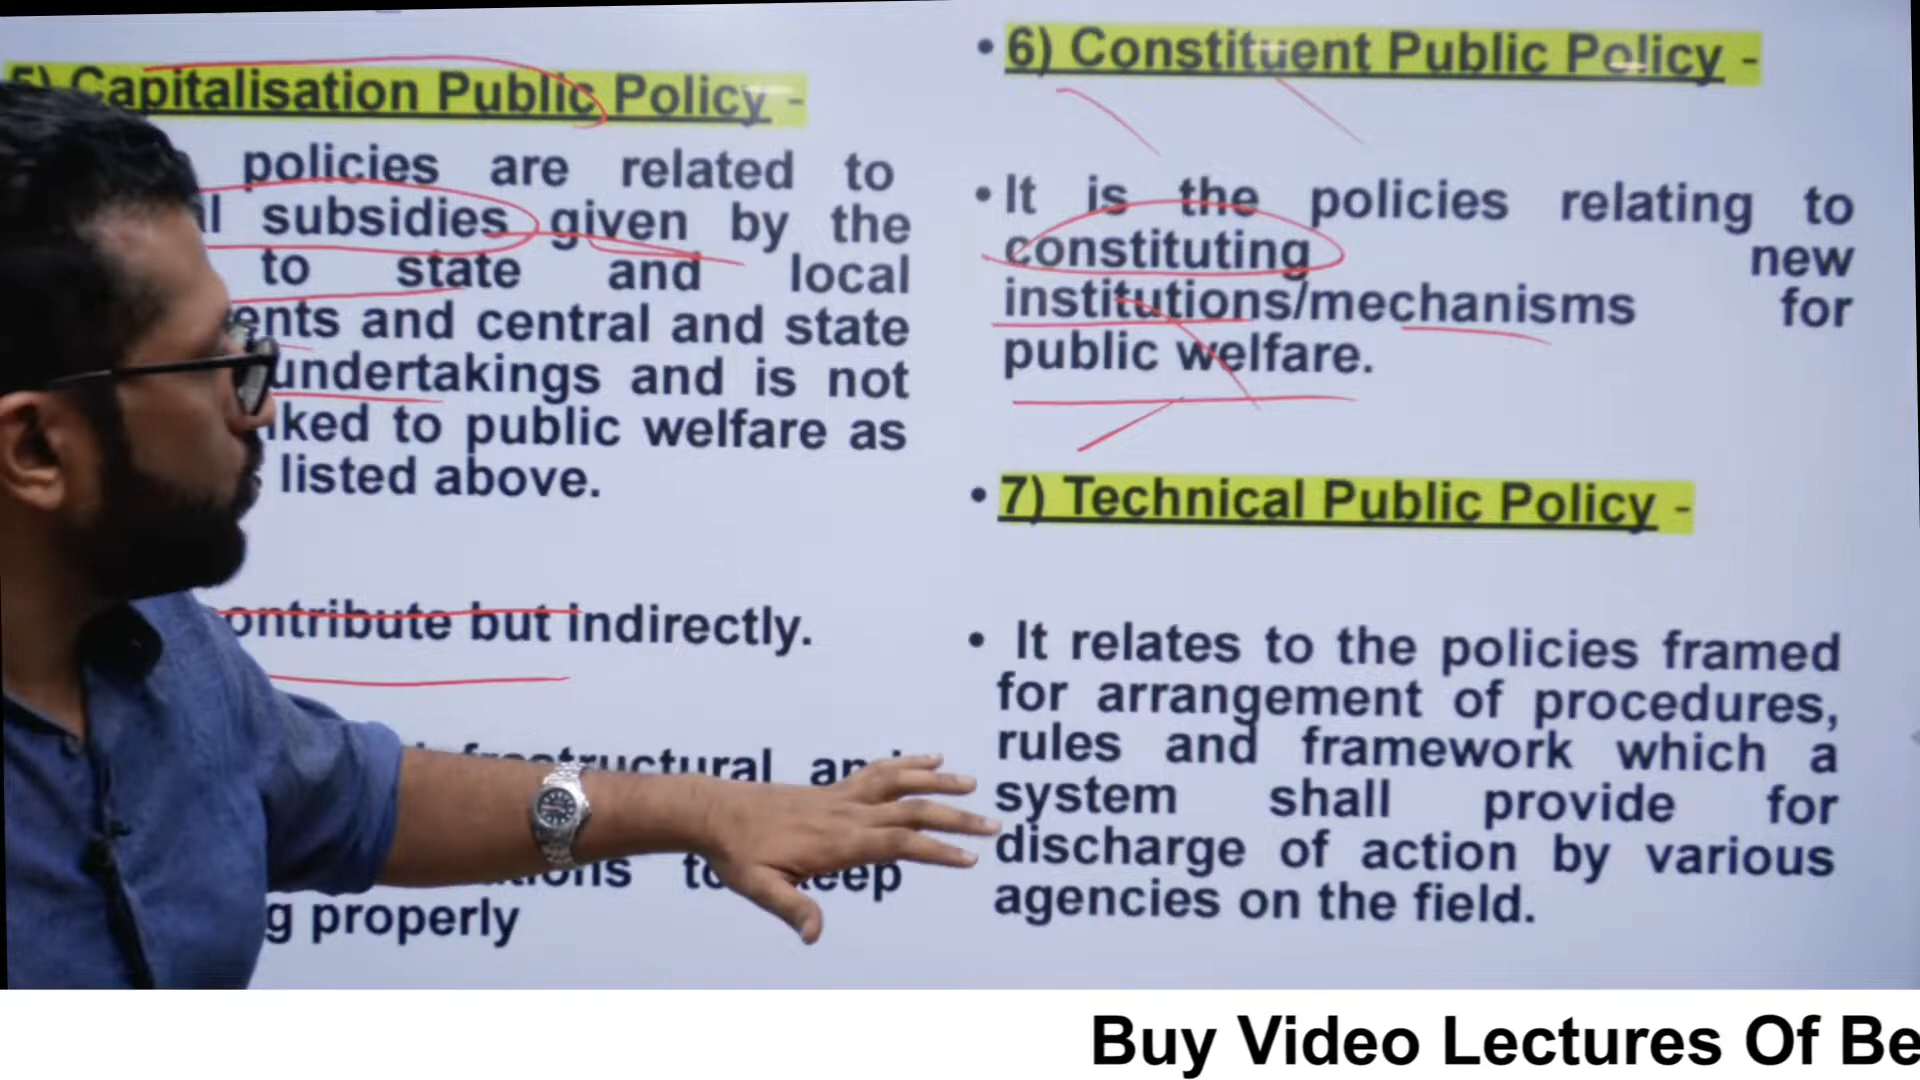 5) Capitalisation Public Policy -
policies are related to
subsidies given by the
to state and local
and central and state
undertakings and is not
to public welfare as
listed above.
but indirectly.
properly
• 6) Constituent Public Policy -
• It is the policies relating to
constituting new
institutions/mechanisms for
public welfare.
• 7) Technical Public Policy -
• It relates to the policies framed
for arrangement of procedures,
rules and framework which a
system shall provide for
discharge of action by various
agencies on the field.
Buy Video Lectures Of Be